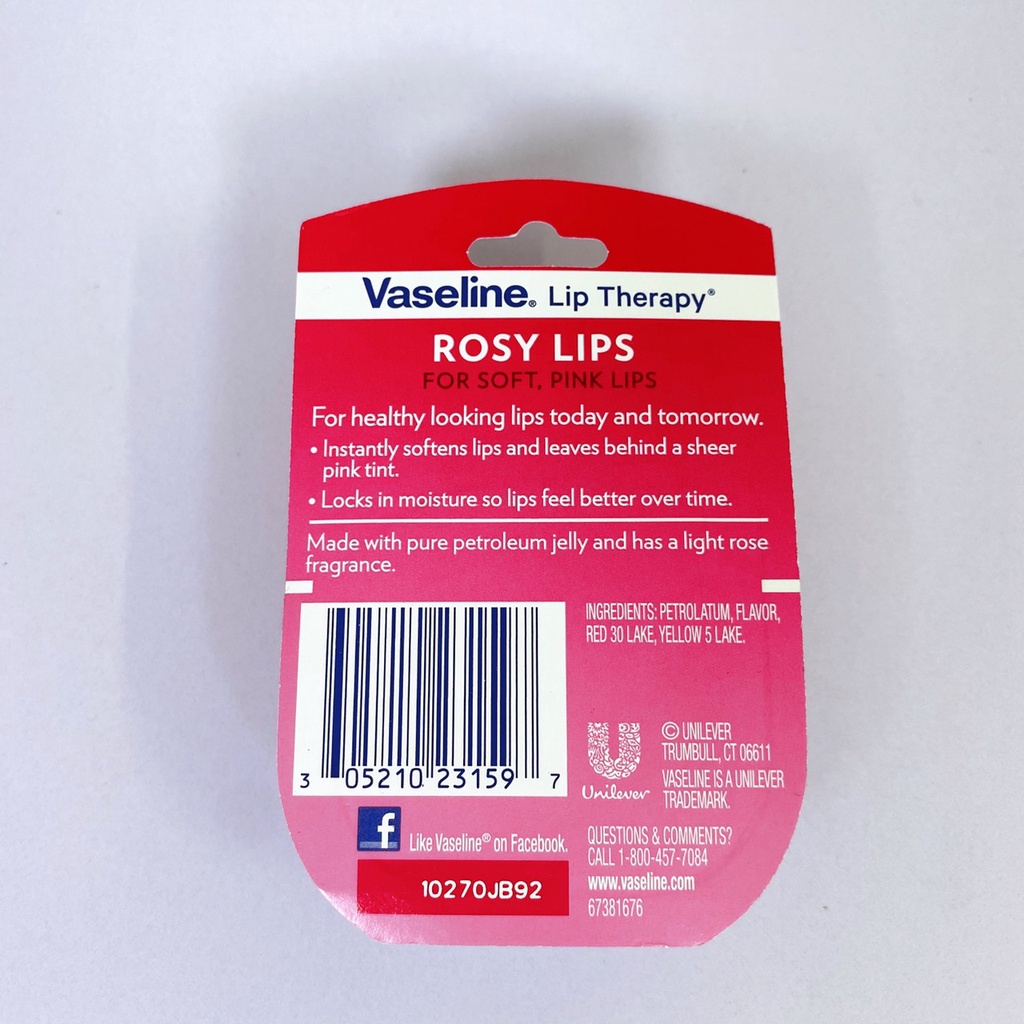 Vaseline® Lip Therapy®
ROSY LIPS
FOR SOFT, PINK LIPS
For healthy looking lips today and tomorrow.
• Instantly softens lips and leaves behind a sheer
pink tint.
• Locks in moisture so lips feel better over time.
Made with pure petroleum jelly and has a light rose
fragrance.
INGREDIENTS: PETROLATUM, FLAVOR,
RED 30 LAKE, YELLOW 5 LAKE.
3 05210 23159 7
Unilever
© UNILEVER
TRUMBULL, CT 06611
VASELINE IS A UNILEVER
TRADEMARK.
f Like Vaseline® on Facebook.
10270JB92
QUESTIONS & COMMENTS?
CALL 1-800-457-7084
www.vaseline.com
67381676